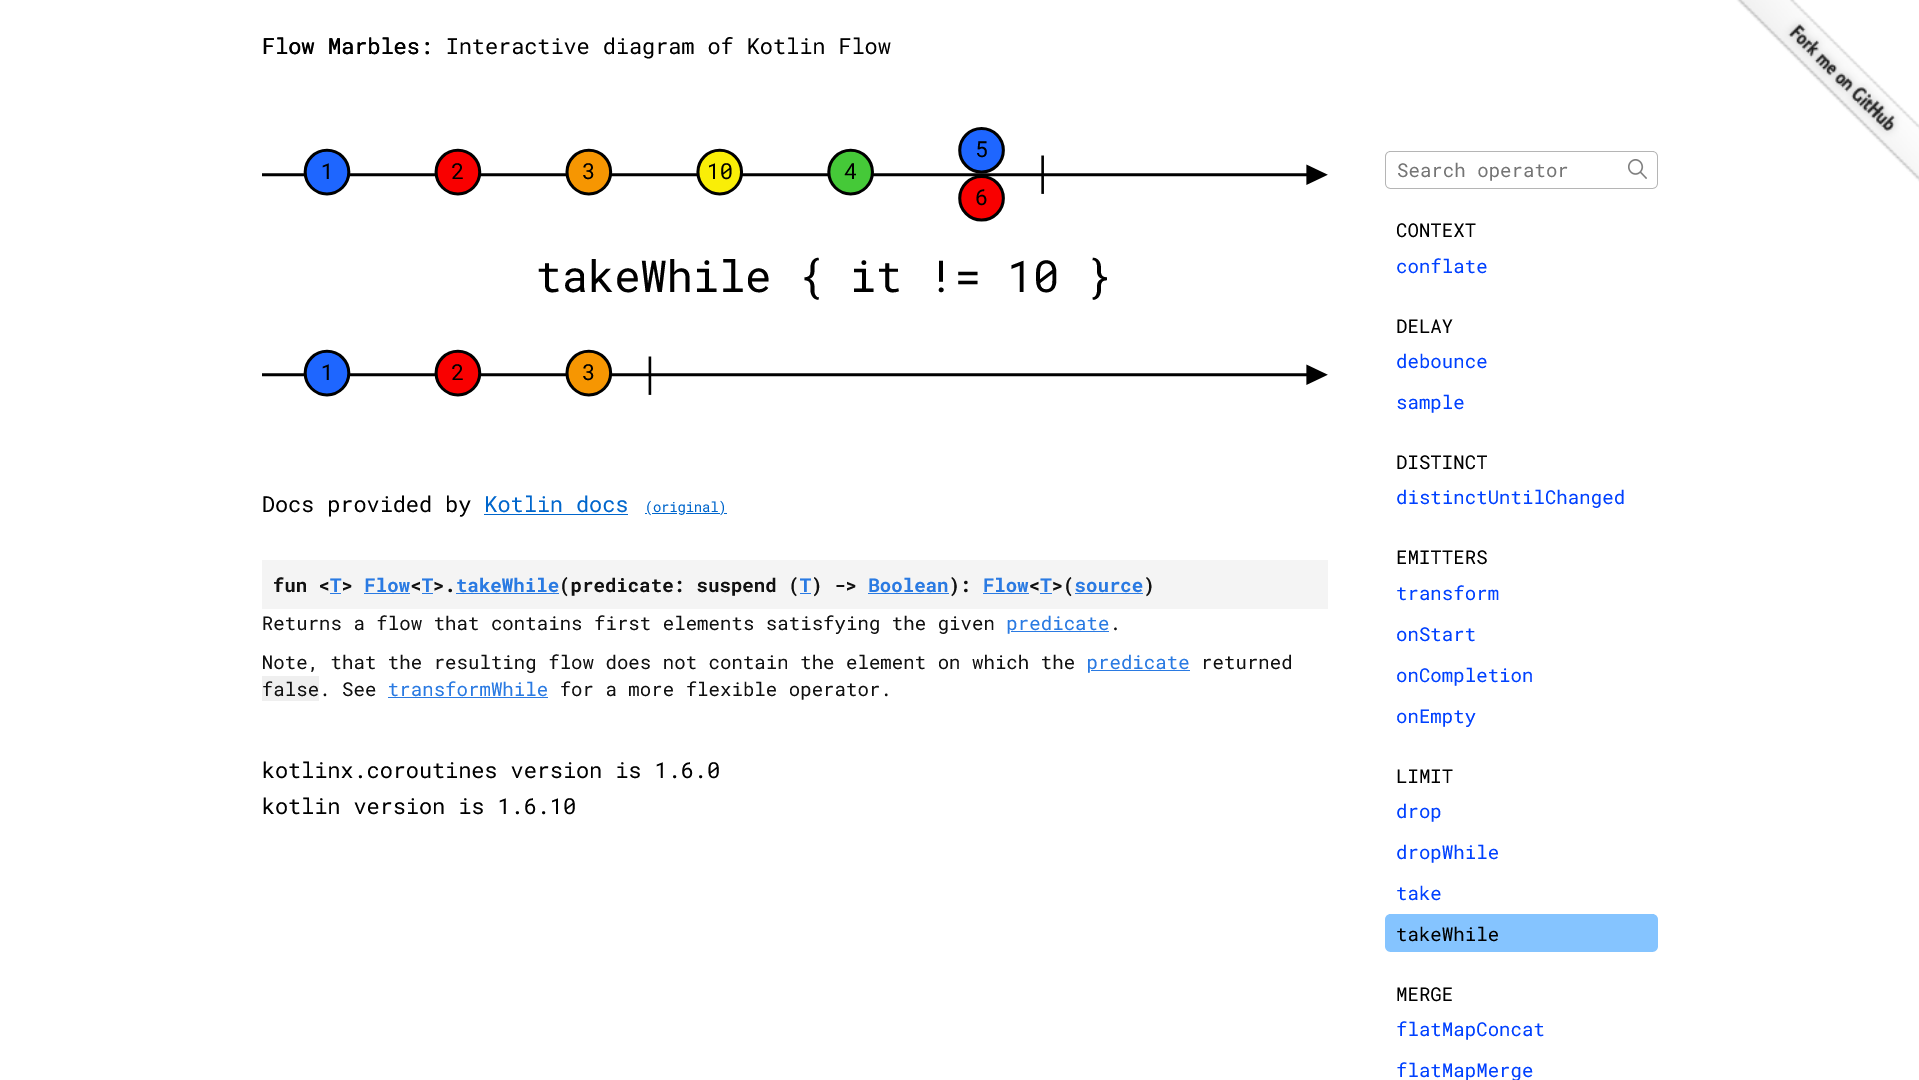 Flow Marbles: Interactive diagram of Kotlin Flow
Fork me on GitHub
1 2 3 10 4 5 6
takeWhile { it != 10 }
1 2 3
Docs provided by Kotlin docs (original)
fun <T> Flow<T>.takeWhile(predicate: suspend (T) -> Boolean): Flow<T>(source)
Returns a flow that contains first elements satisfying the given predicate.
Note, that the resulting flow does not contain the element on which the predicate returned
false. See transformWhile for a more flexible operator.
kotlinx.coroutines version is 1.6.0
kotlin version is 1.6.10
Search operator
CONTEXT
conflate
DELAY
debounce
sample
DISTINCT
distinctUntilChanged
EMITTERS
transform
onStart
onCompletion
onEmpty
LIMIT
drop
dropWhile
take
takeWhile
MERGE
flatMapConcat
flatMapMerge